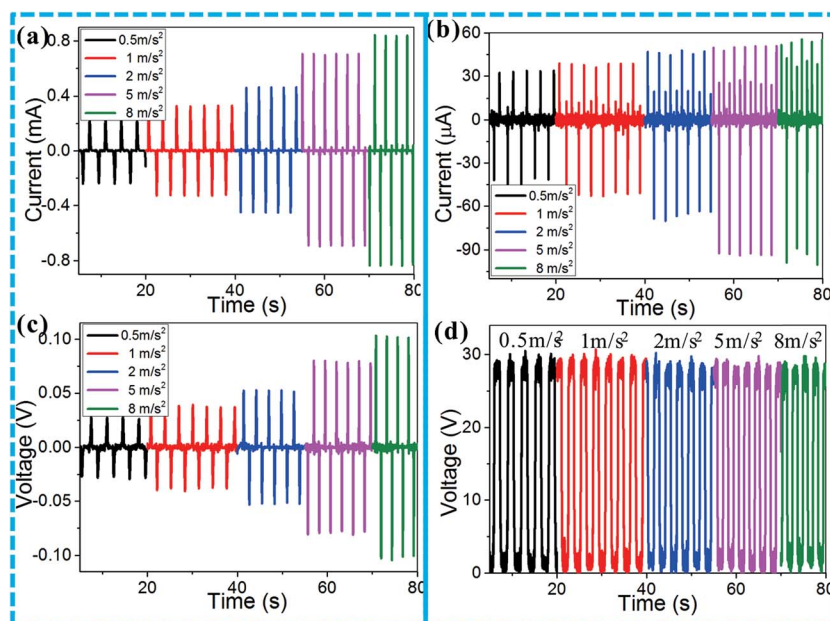 (a)
0.8
0.4
0.0
-0.4
-0.8
Current (mA)
0.5m/s²
1 m/s²
2 m/s²
5 m/s²
8 m/s²
20 40 60 80
Time (s)
(b)
60
30
0
-30
-60
-90
Current (μA)
0.5m/s²
1 m/s²
2 m/s²
5 m/s²
8 m/s²
20 40 60 80
Time (s)
(c)
0.10
0.05
0.00
-0.05
-0.10
Voltage (V)
0.5m/s²
1 m/s²
2 m/s²
5 m/s²
8 m/s²
20 40 60 80
Time (s)
(d)
0.5m/s² 1m/s² 2m/s² 5m/s² 8m/s²
30
20
10
0
Voltage (V)
20 40 60 80
Time (s)